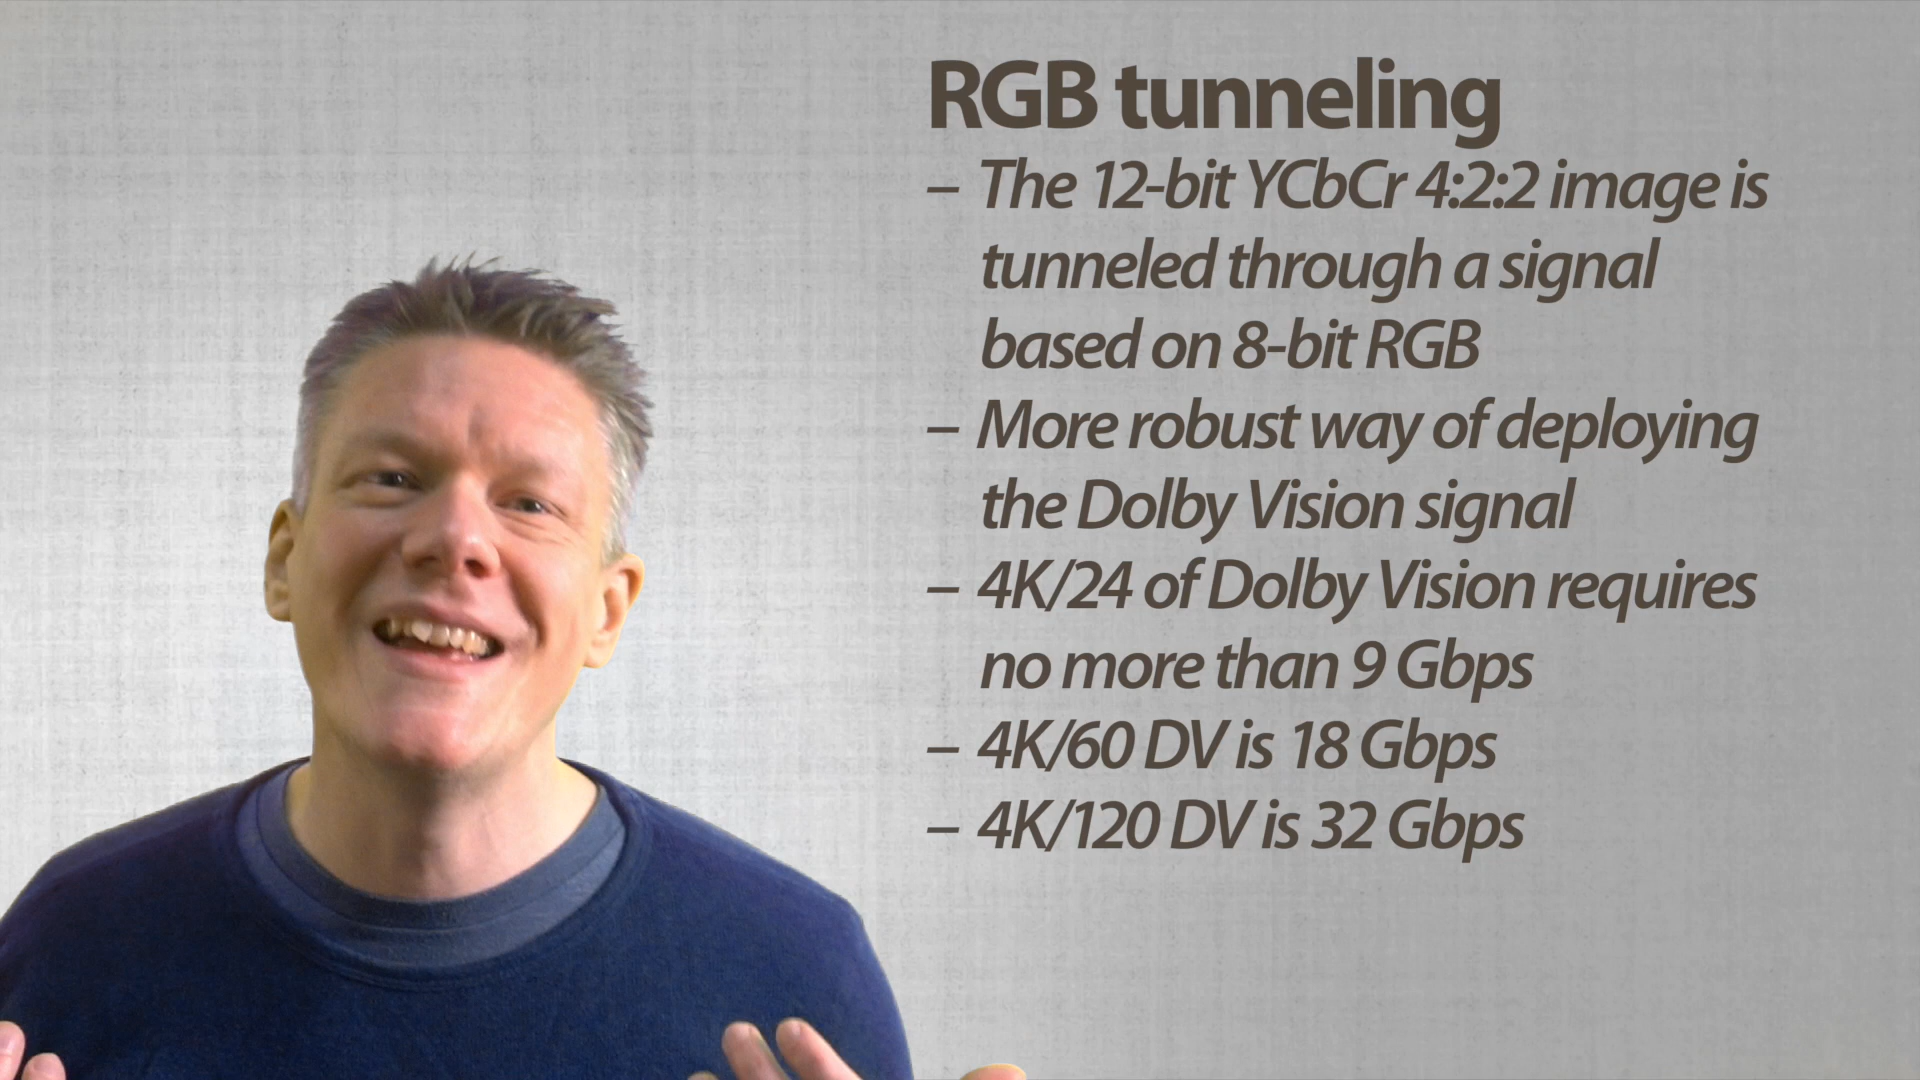 RGB tunneling
– The 12-bit YCbCr 4:2:2 image is
tunneled through a signal
based on 8-bit RGB
– More robust way of deploying
the Dolby Vision signal
– 4K/24 of Dolby Vision requires
no more than 9 Gbps
– 4K/60 DV is 18 Gbps
– 4K/120 DV is 32 Gbps